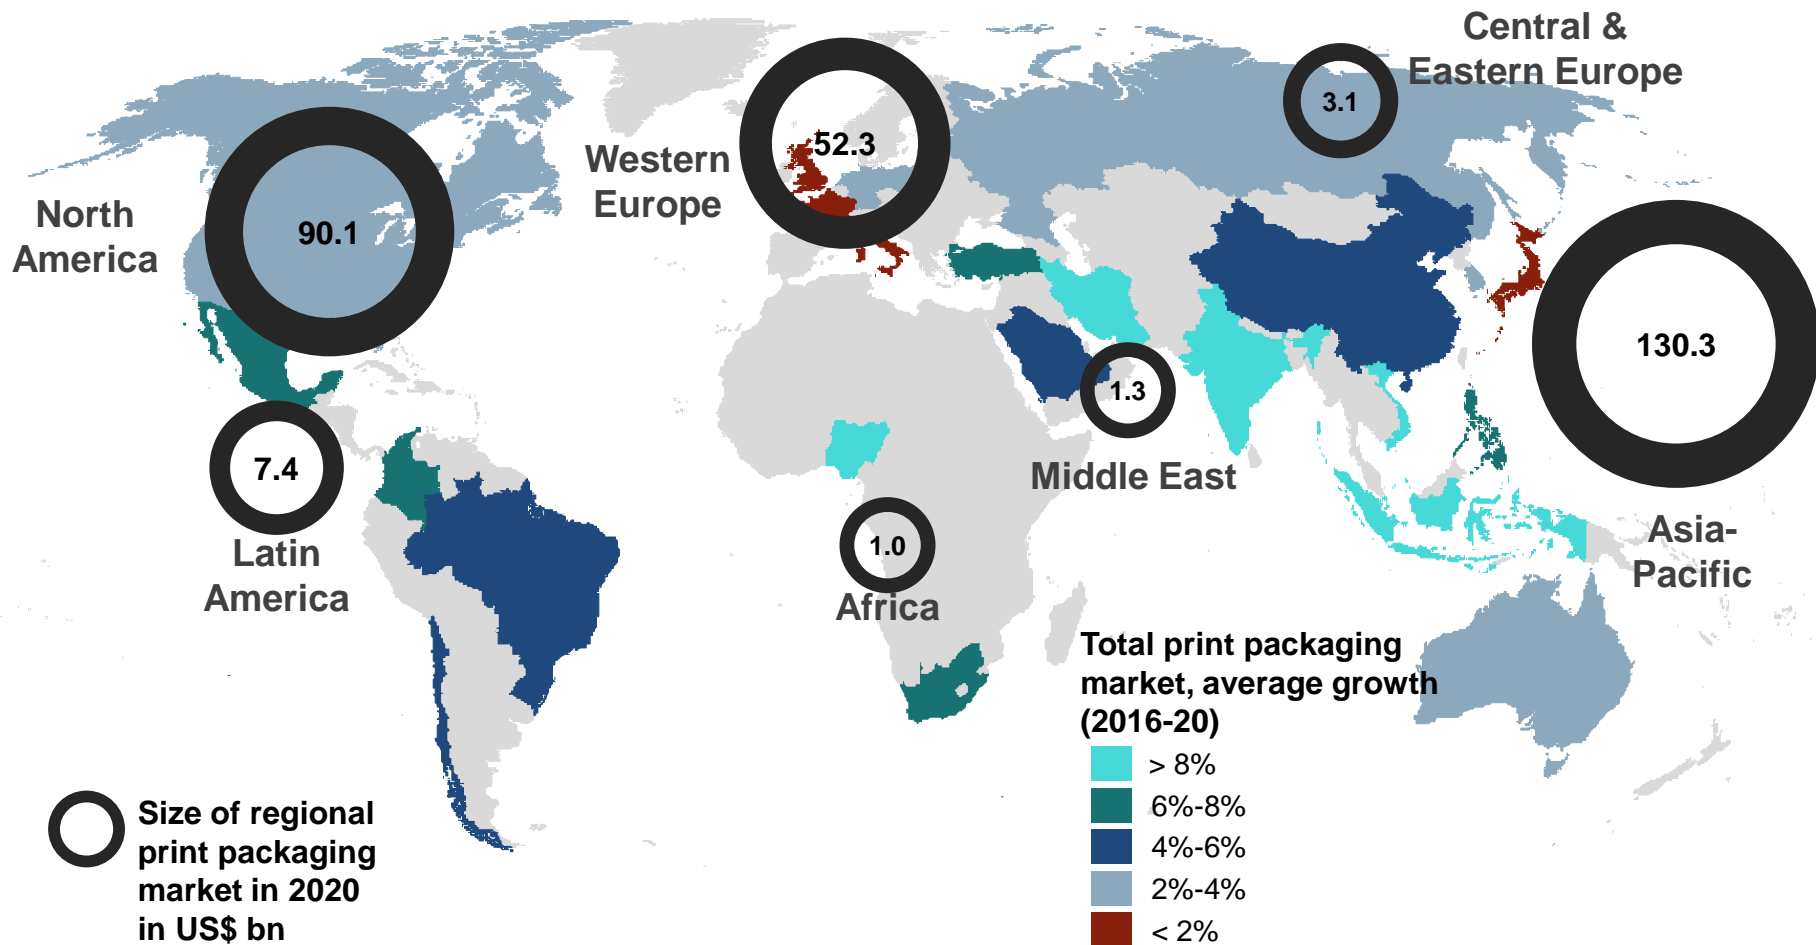 Central &
Eastern Europe
3.1
Western
Europe
52.3
North
America
90.1
130.3
Asia-
Pacific
1.3
Middle East
7.4
Latin
America
1.0
Africa
Total print packaging
market, average growth
(2016-20)
> 8%
6%-8%
4%-6%
2%-4%
< 2%
Size of regional
print packaging
market in 2020
in US$ bn